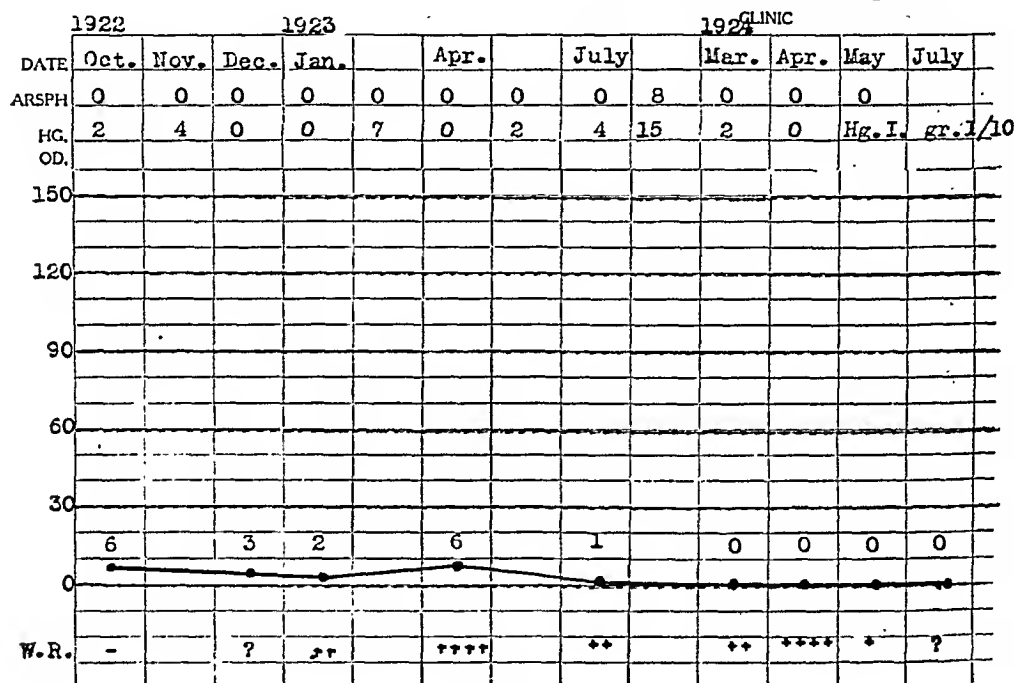 CLINIC
1922 1923 1924
DATE Oct. Nov. Dec. Jan. Apr. July Mar. Apr. May July
ARSPH 0 0 0 0 0 0 0 0 8 0 0 0
HG. 2 4 0 0 7 0 2 4 15 2 0 Hg.I. gr.1/10
OD.
150
120
90
60
30
6 3 2 6 1 0 0 0 0
0
W.R. - ? ++ ++++ ++ ++ ++++ + ?